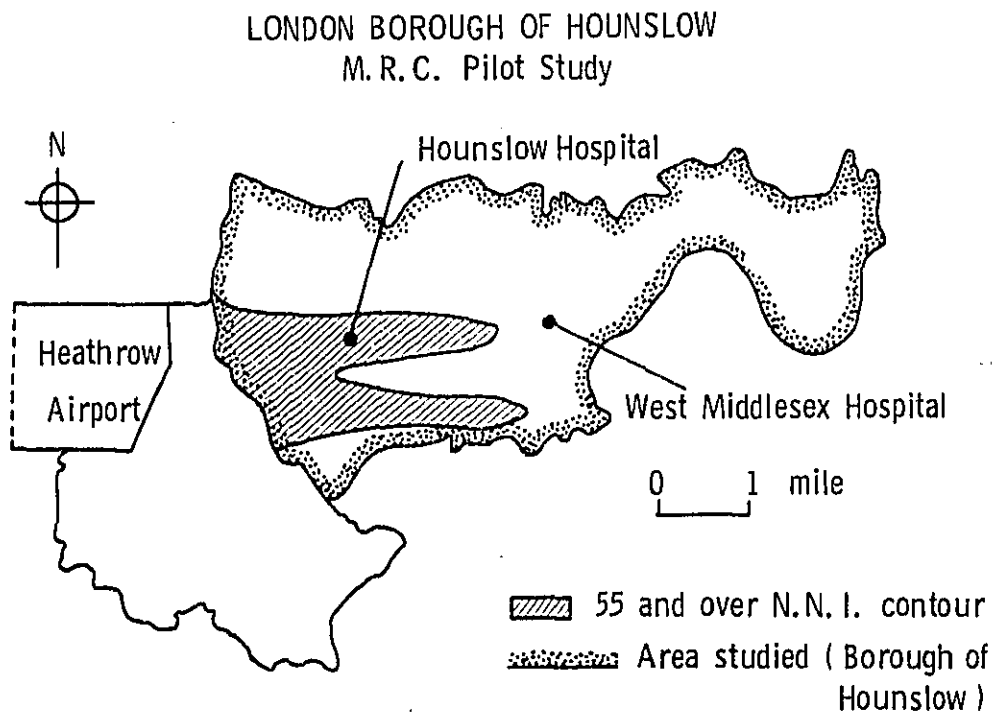 LONDON BOROUGH OF HOUNSLOW
M.R.C. Pilot Study
N
Hounslow Hospital
Heathrow
Airport
West Middlesex Hospital
0 1 mile
55 and over N.N.I. contour
Area studied ( Borough of
Hounslow )